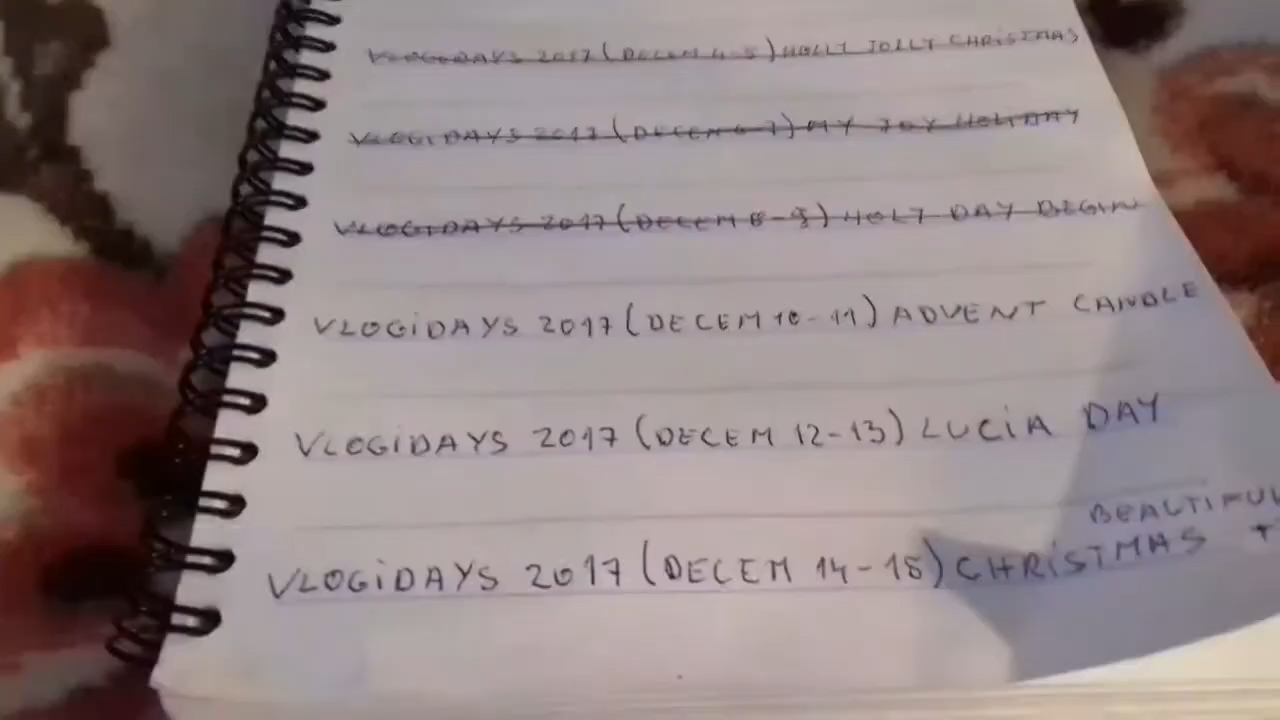 VLOGiDAYS 2017 (DECEM 4-5) HOLLY JOLLY CHRiSTMAS
VLOGiDAYS 2017 (DECEM 6-7) MY JOY HOLIDAY
VLOGiDAYS 2017 (DECEM 8-9) HOLY DAY BEGIN
VLOGiDAYS 2017 (DECEM 10-11) ADVENT CANDLE
VLOGiDAYS 2017 (DECEM 12-13) LUCiA DAY
BEAUTIFUL
VLOGiDAYS 2017 (DECEM 14-15) CHRiSTMAS